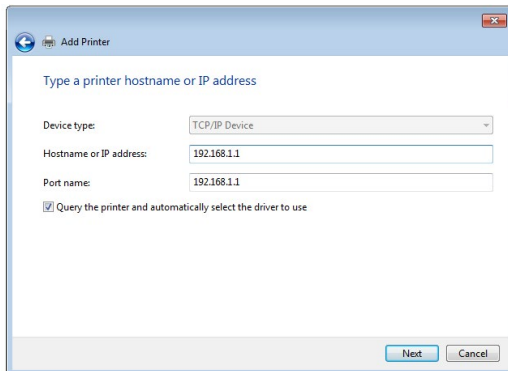 Add Printer
Type a printer hostname or IP address
Device type: TCP/IP Device
Hostname or IP address: 192.168.1.1
Port name: 192.168.1.1
Query the printer and automatically select the driver to use
Next Cancel